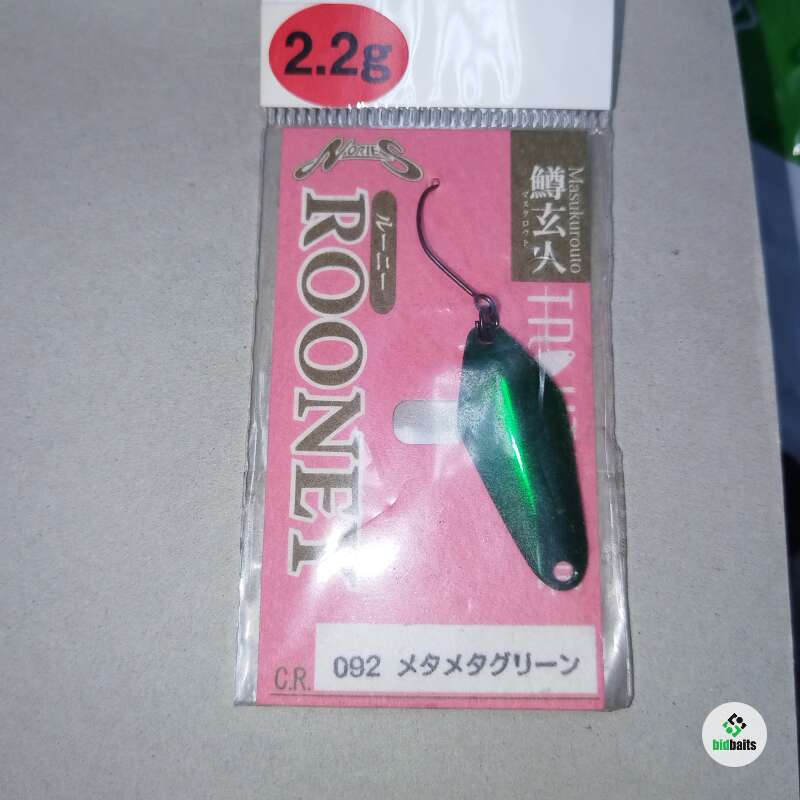 2.2g
NORIES
Masukurouto
鱒玄人
マスクロウト
ルーニー
ROONEY
C.R. 092 メタメタグリーン
bidbaits